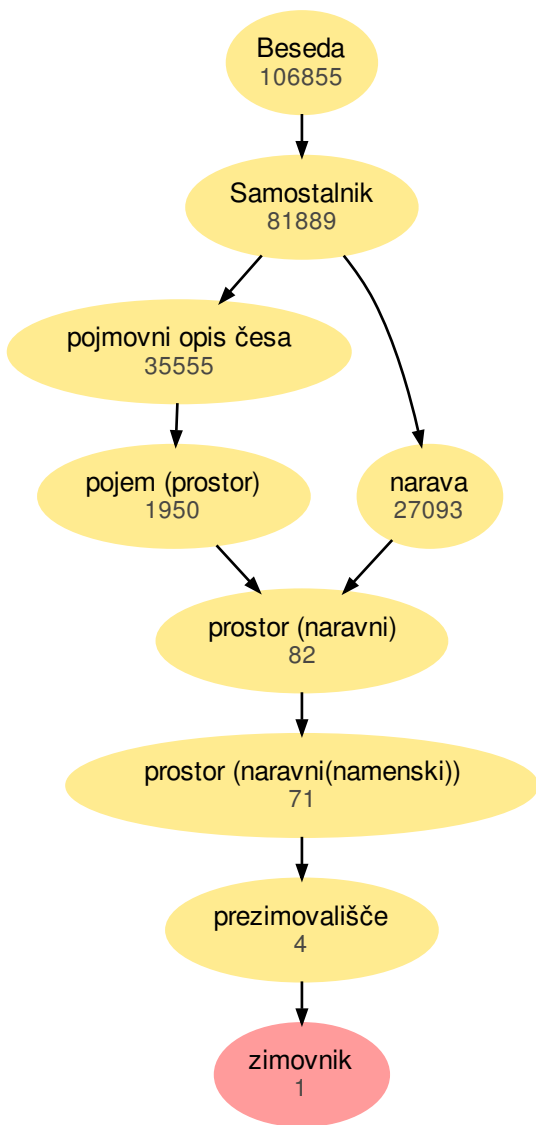 Beseda
106855
Samostalnik
81889
pojmovni opis česa
35555
pojem (prostor)
1950
narava
27093
prostor (naravni)
82
prostor (naravni(namenski))
71
prezimovališče
4
zimovnik
1